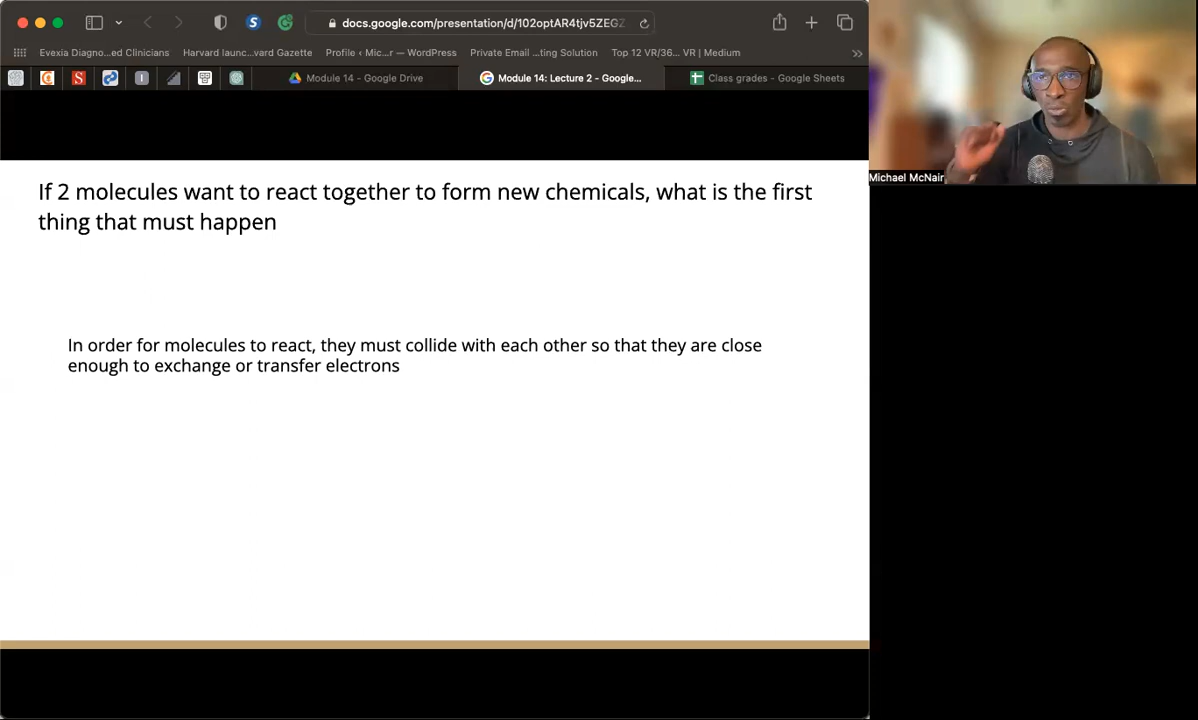 docs.google.com/presentation/d/102optAR4tjv5ZEGZ
Evexia Diagno...ed Clinicians
Harvard launc...vard Gazette
Profile ‹ Mic...r — WordPress
Private Email ...ting Solution
Top 12 VR/36... VR | Medium
Module 14 - Google Drive
Module 14: Lecture 2 - Google...
Class grades - Google Sheets
Michael McNair
If 2 molecules want to react together to form new chemicals, what is the first
thing that must happen
In order for molecules to react, they must collide with each other so that they are close
enough to exchange or transfer electrons